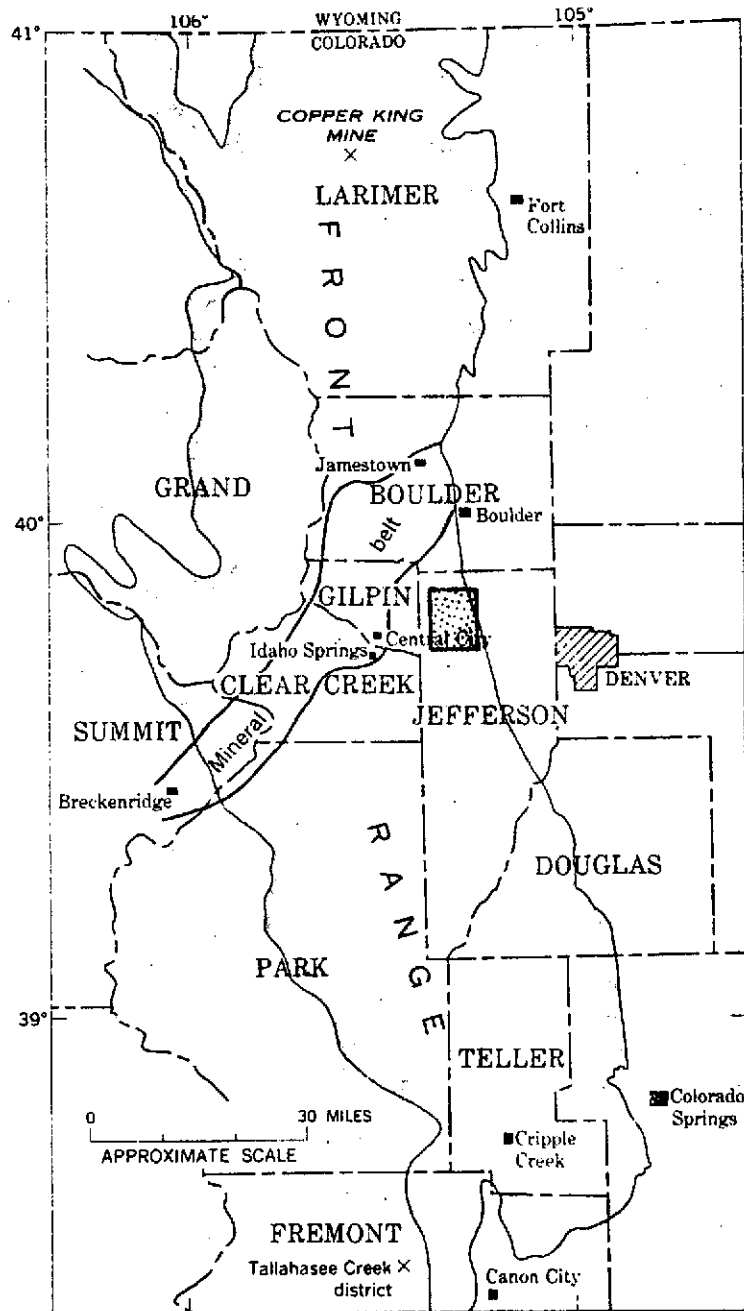 106°
WYOMING
105°
41°
COLORADO
COPPER KING
MINE
LARIMER
Fort
Collins
FRONT
Jamestown
GRAND
BOULDER
40°
belt
Boulder
GILPIN
Central City
Idaho Springs
DENVER
CLEAR CREEK
JEFFERSON
SUMMIT
Mineral
Breckenridge
RANGE
DOUGLAS
PARK
39°
TELLER
0 30 MILES
APPROXIMATE SCALE
Colorado
Springs
Cripple
Creek
FREMONT
Tallahasee Creek
district
Canon City